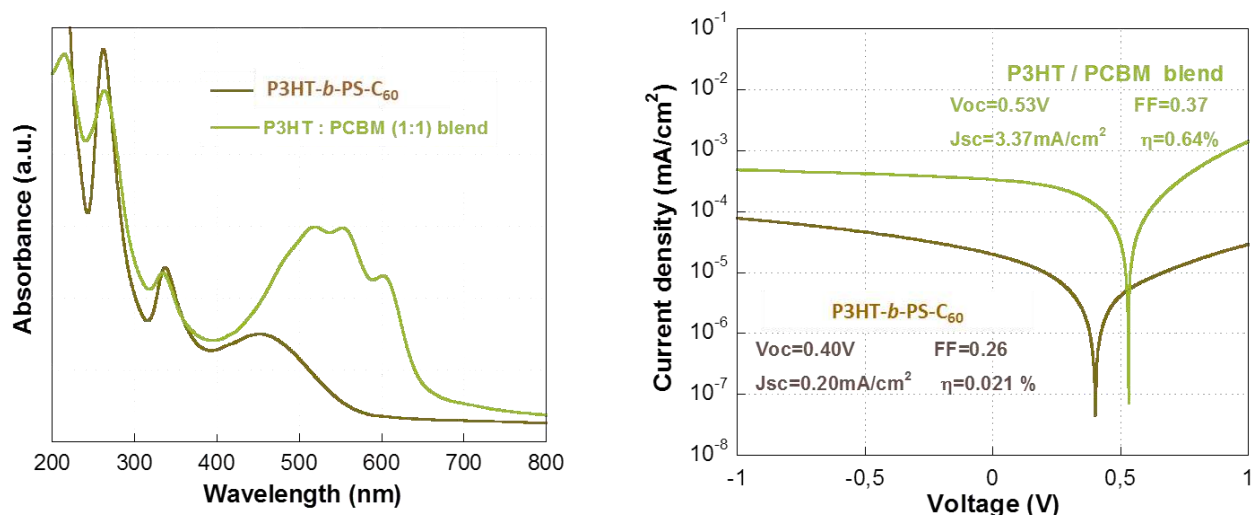 Absorbance (a.u.)
P3HT-b-PS-C60
P3HT : PCBM (1:1) blend
200 300 400 500 600 700 800
Wavelength (nm)
Current density (mA/cm²)
10⁻¹
10⁻²
10⁻³
10⁻⁴
10⁻⁵
10⁻⁶
10⁻⁷
10⁻⁸
P3HT / PCBM blend
Voc=0.53V FF=0.37
Jsc=3.37mA/cm² η=0.64%
P3HT-b-PS-C60
Voc=0.40V FF=0.26
Jsc=0.20mA/cm² η=0.021 %
-1 -0,5 0 0,5 1
Voltage (V)